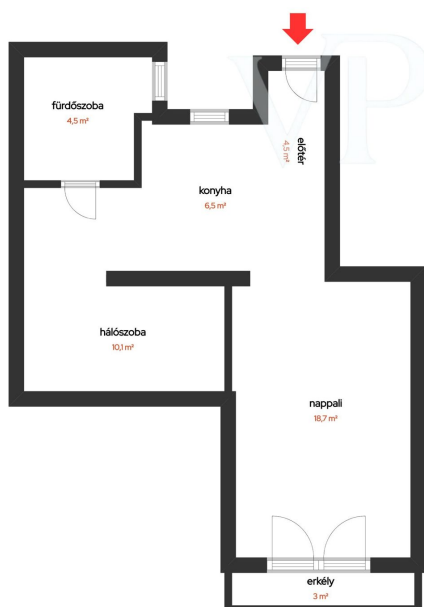 VP
fürdőszoba
4,5 m²
előtér
4,5 m²
konyha
6,5 m²
hálószoba
10,1 m²
nappali
18,7 m²
erkély
3 m²